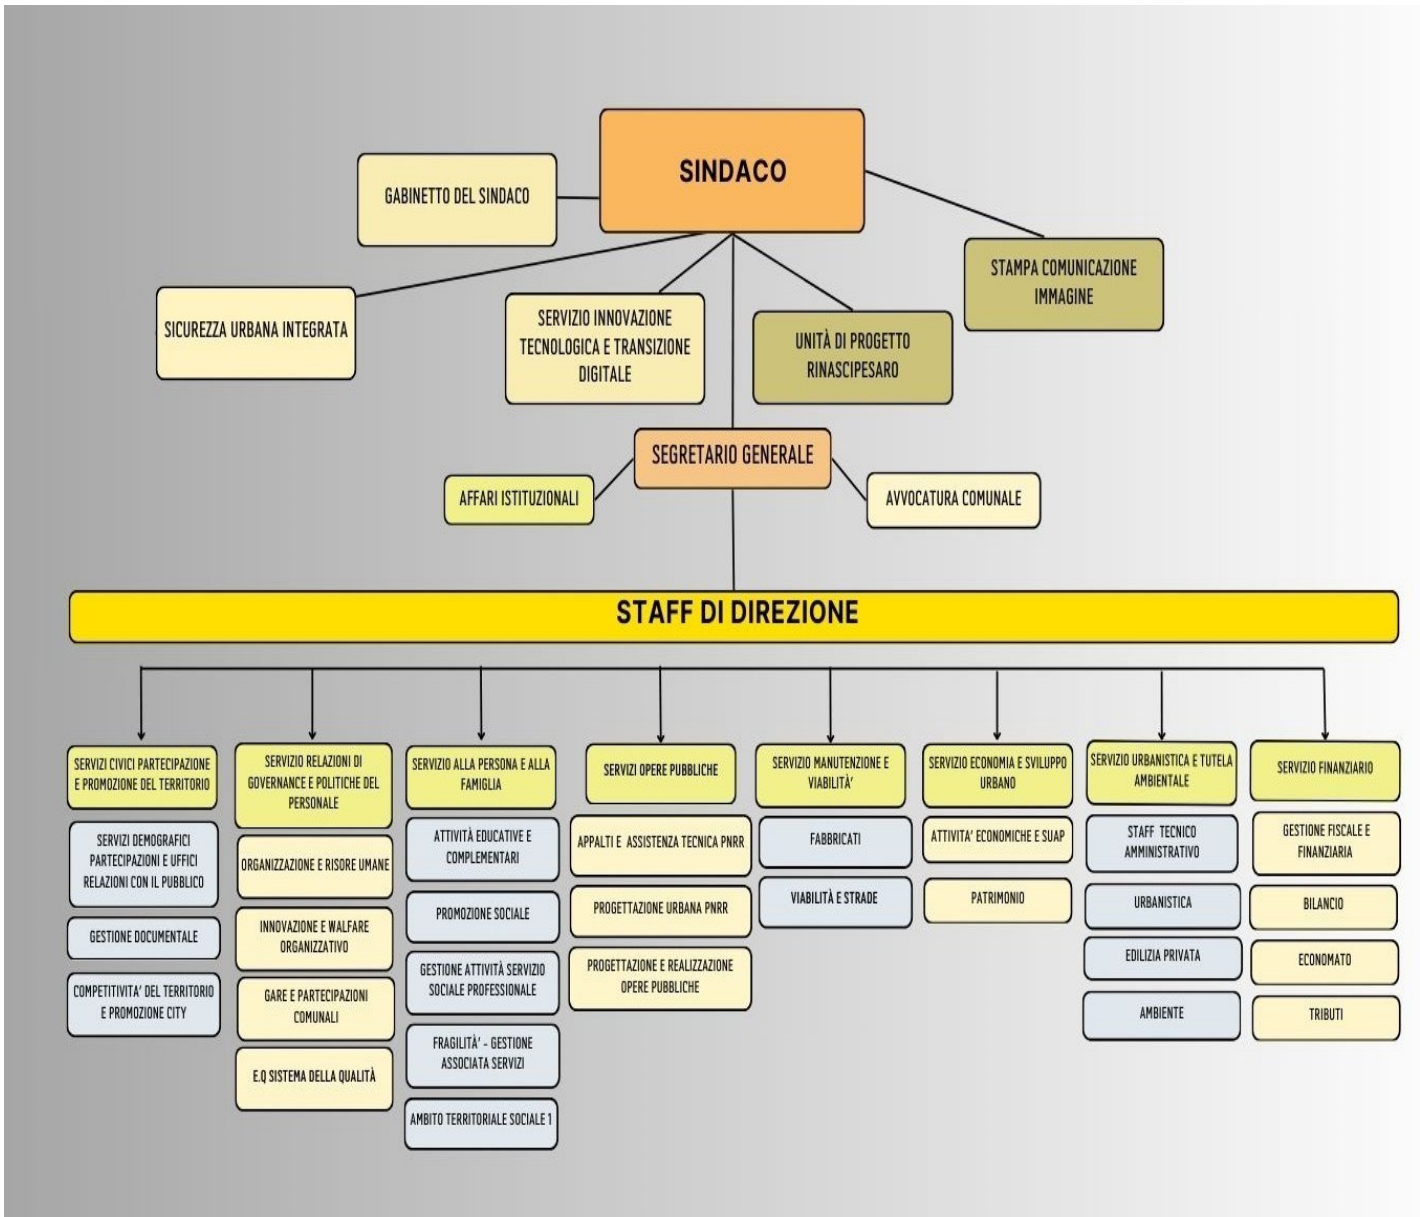 SINDACO
GABINETTO DEL SINDACO
STAMPA COMUNICAZIONE
IMMAGINE
SICUREZZA URBANA INTEGRATA
SERVIZIO INNOVAZIONE
TECNOLOGICA E TRANSIZIONE
DIGITALE
UNITÀ DI PROGETTO
RINASCIPESARO
SEGRETARIO GENERALE
AFFARI ISTITUZIONALI
AVVOCATURA COMUNALE
STAFF DI DIREZIONE
SERVIZI CIVICI PARTECIPAZIONE
E PROMOZIONE DEL TERRITORIO
SERVIZI DEMOGRAFICI
PARTECIPAZIONI E UFFICI
RELAZIONI CON IL PUBBLICO
GESTIONE DOCUMENTALE
COMPETITIVITA' DEL TERRITORIO
E PROMOZIONE CITY
SERVIZIO RELAZIONI DI
GOVERNANCE E POLITICHE DEL
PERSONALE
ORGANIZZAZIONE E RISORE UMANE
INNOVAZIONE E WALFARE
ORGANIZZATIVO
GARE E PARTECIPAZIONI
COMUNALI
E.Q SISTEMA DELLA QUALITÀ
SERVIZIO ALLA PERSONA E ALLA
FAMIGLIA
ATTIVITÀ EDUCATIVE E
COMPLEMENTARI
PROMOZIONE SOCIALE
GESTIONE ATTIVITÀ SERVIZIO
SOCIALE PROFESSIONALE
FRAGILITÀ' - GESTIONE
ASSOCIATA SERVIZI
AMBITO TERRITORIALE SOCIALE 1
SERVIZI OPERE PUBBLICHE
APPALTI E ASSISTENZA TECNICA PNRR
PROGETTAZIONE URBANA PNRR
PROGETTAZIONE E REALIZZAZIONE
OPERE PUBBLICHE
SERVIZIO MANUTENZIONE E
VIABILITA'
FABBRICATI
VIABILITÀ E STRADE
SERVIZIO ECONOMIA E SVILUPPO
URBANO
ATTIVITA' ECONOMICHE E SUAP
PATRIMONIO
SERVIZIO URBANISTICA E TUTELA
AMBIENTALE
STAFF TECNICO
AMMINISTRATIVO
URBANISTICA
EDILIZIA PRIVATA
AMBIENTE
SERVIZIO FINANZIARIO
GESTIONE FISCALE E
FINANZIARIA
BILANCIO
ECONOMATO
TRIBUTI